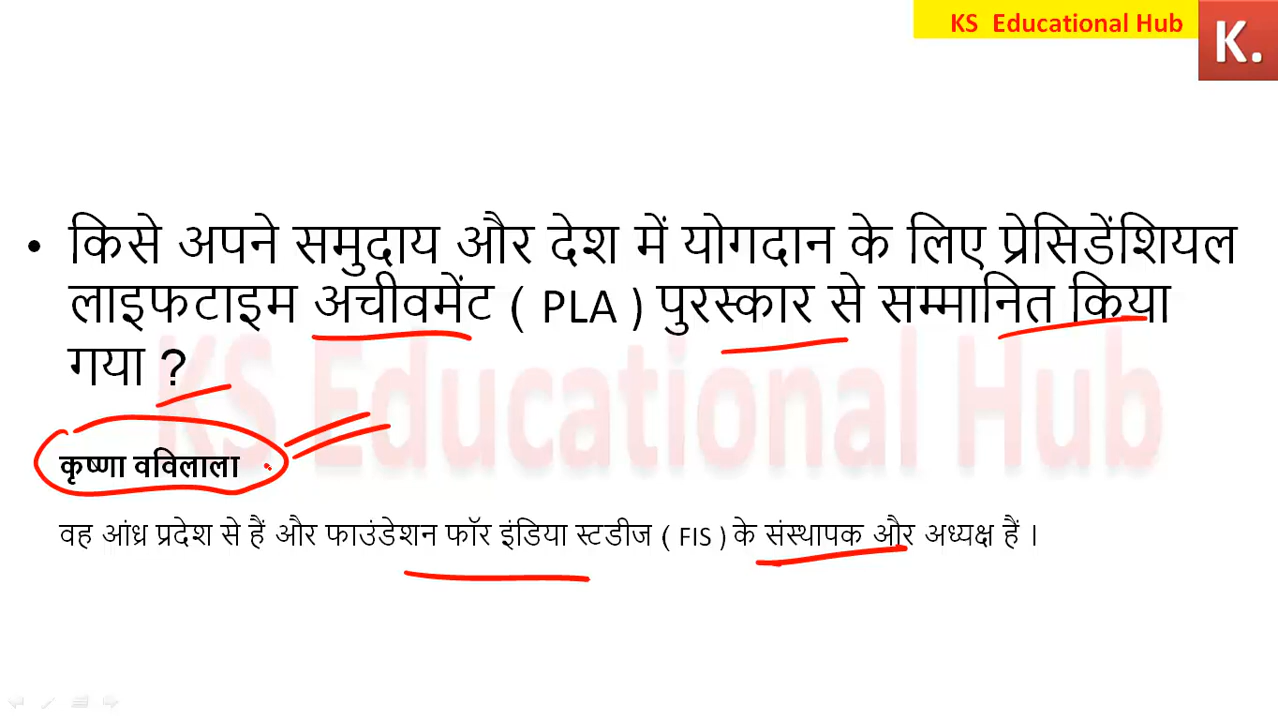 KS Educational Hub
K.
• किसे अपने समुदाय और देश में योगदान के लिए प्रेसिडेंशियल
लाइफटाइम अचीवमेंट ( PLA ) पुरस्कार से सम्मानित किया
गया ?
KS Educational Hub
कृष्णा वविलाला
वह आंध्र प्रदेश से हैं और फाउंडेशन फॉर इंडिया स्टडीज ( FIS ) के संस्थापक और अध्यक्ष हैं ।